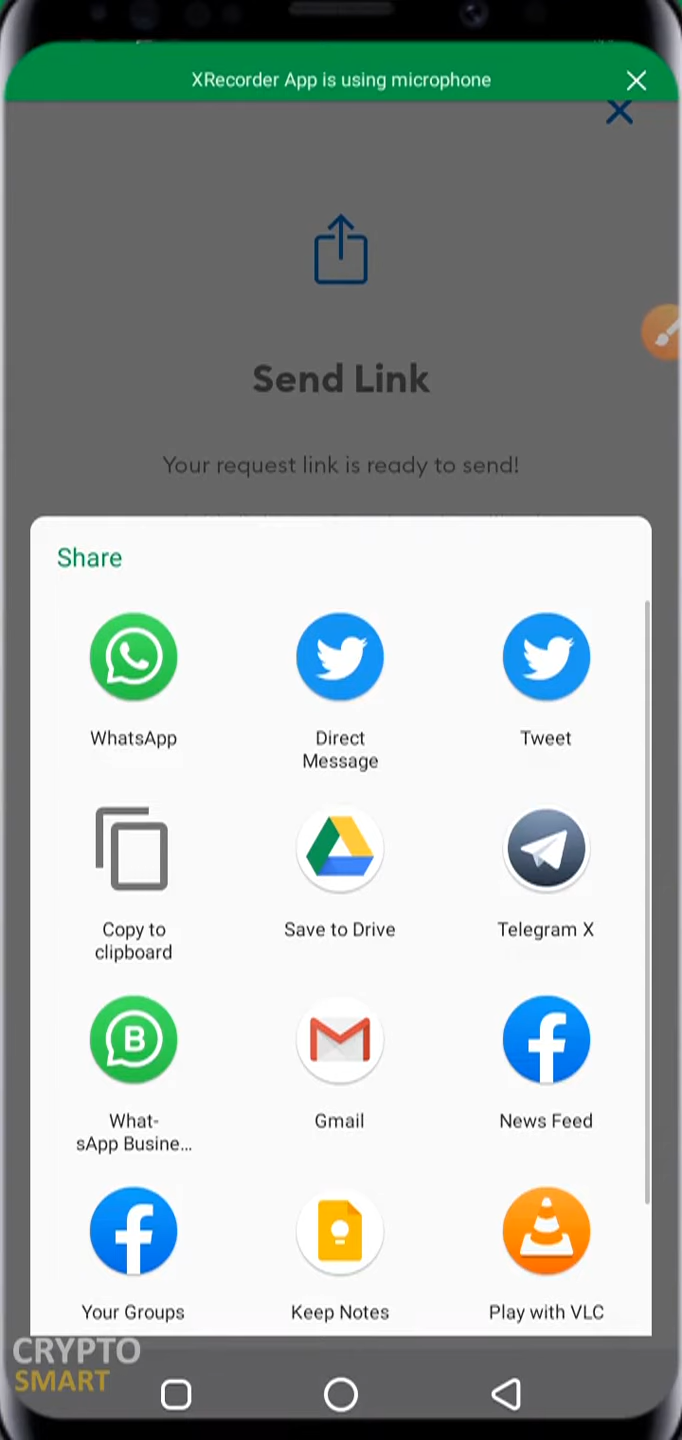 XRecorder App is using microphone
Send Link
Your request link is ready to send!
Share
WhatsApp
Direct
Message
Tweet
Copy to
clipboard
Save to Drive
Telegram X
B
What-
sApp Busine...
Gmail
News Feed
Your Groups
Keep Notes
Play with VLC
CRYPTO
SMART